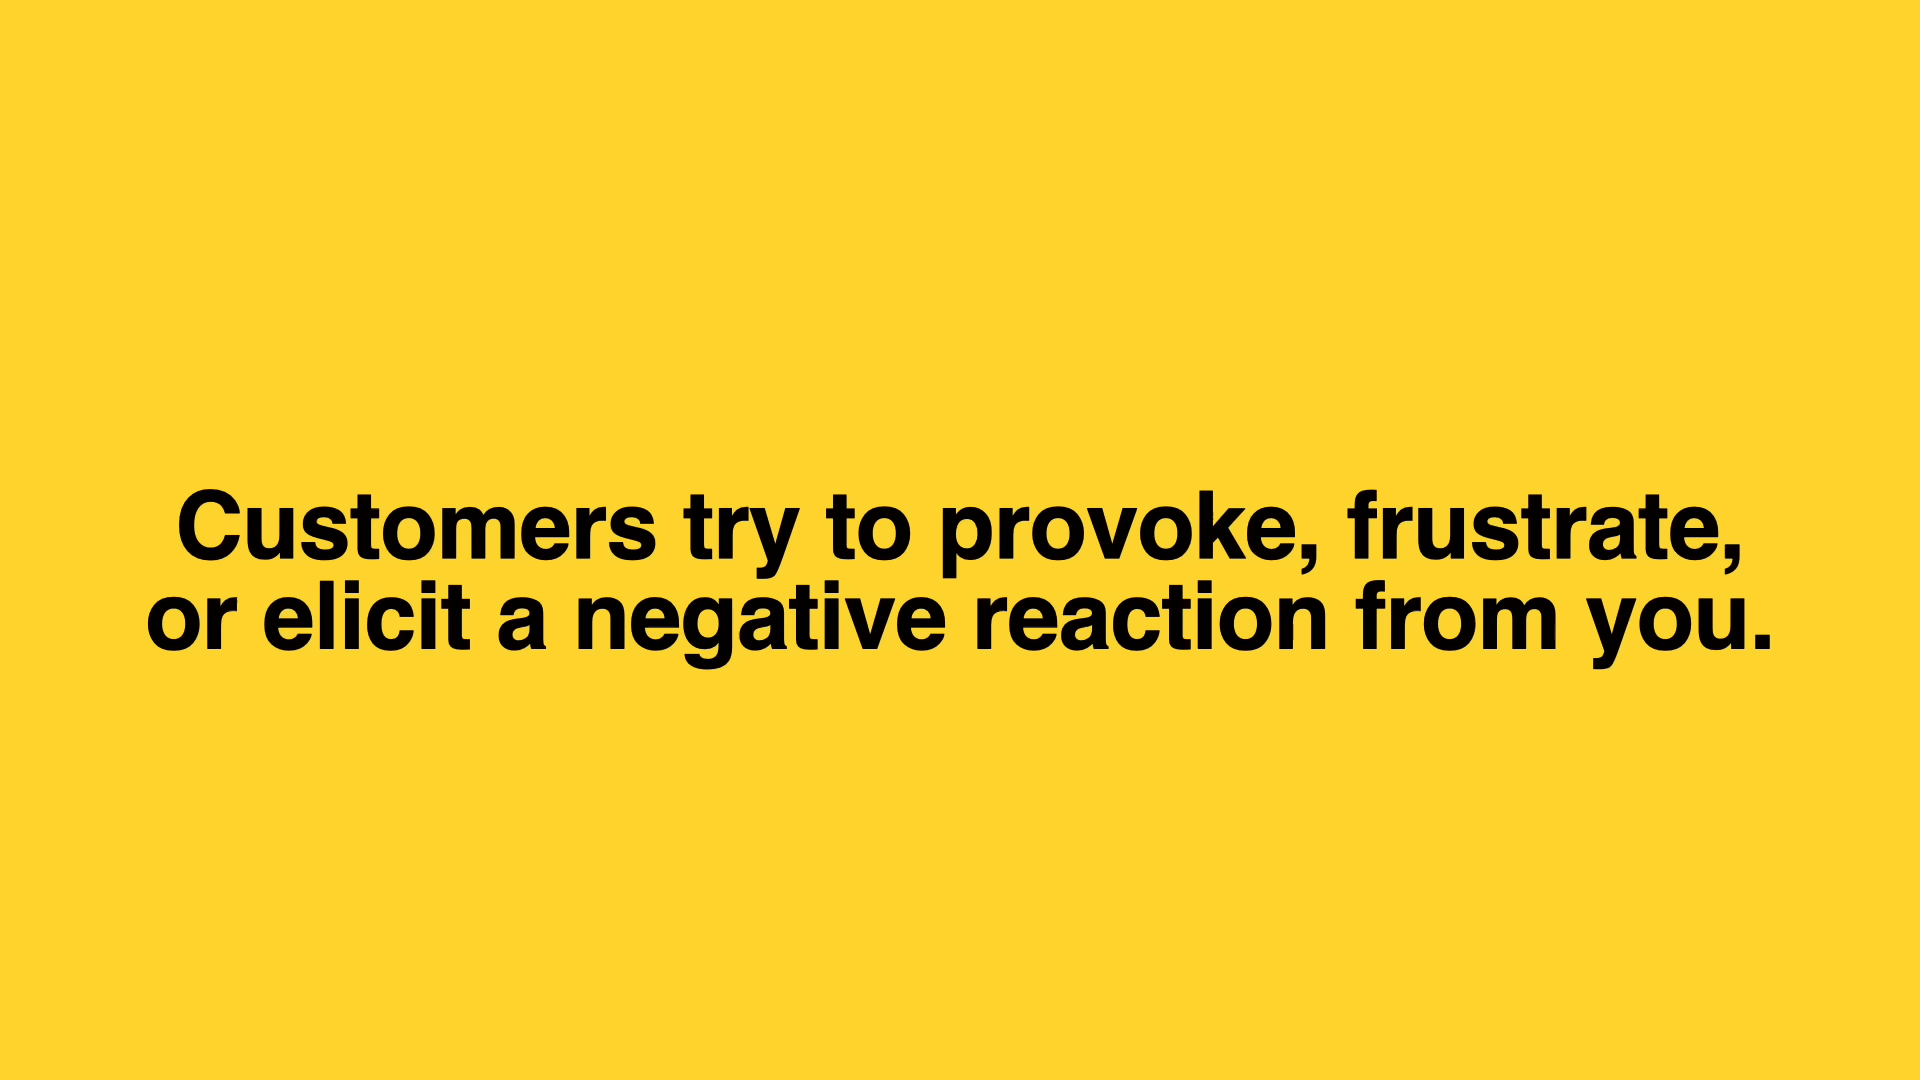 Customers try to provoke, frustrate,
or elicit a negative reaction from you.